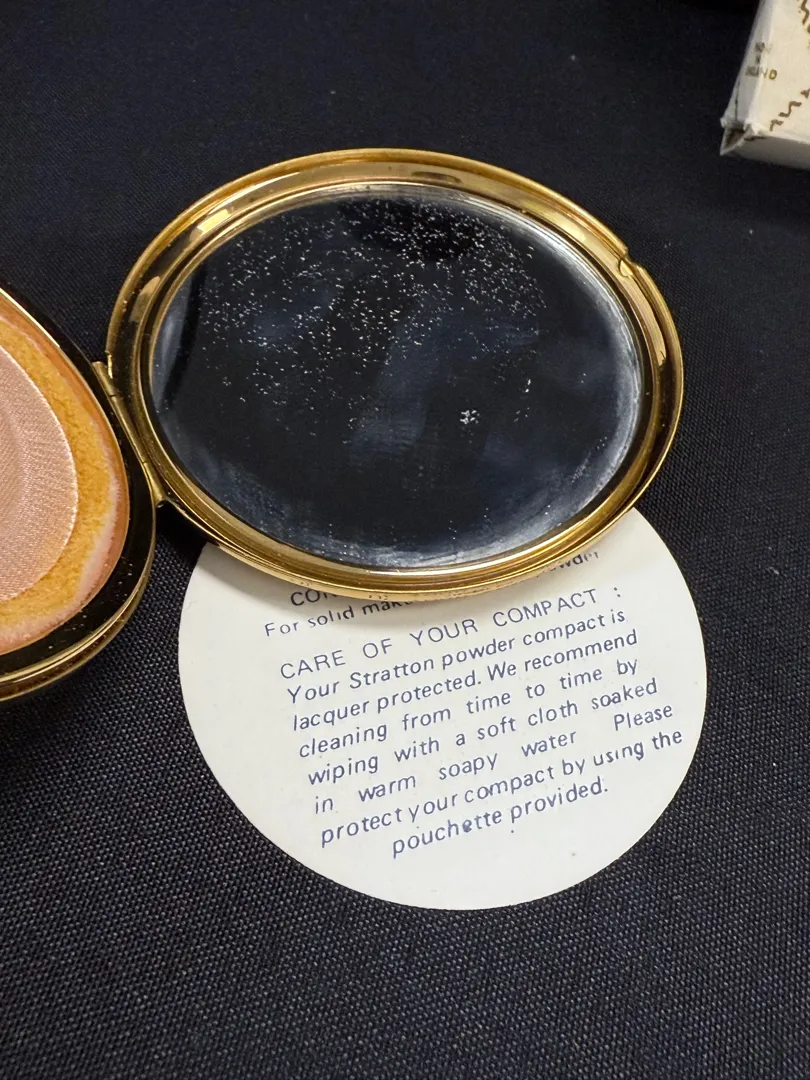 For solid
CARE OF YOUR COMPACT :
Your Stratton powder compact is
lacquer protected. We recommend
cleaning from time to time by
wiping with a soft cloth soaked
in warm soapy water Please
protect your compact by using the
pouchette provided.